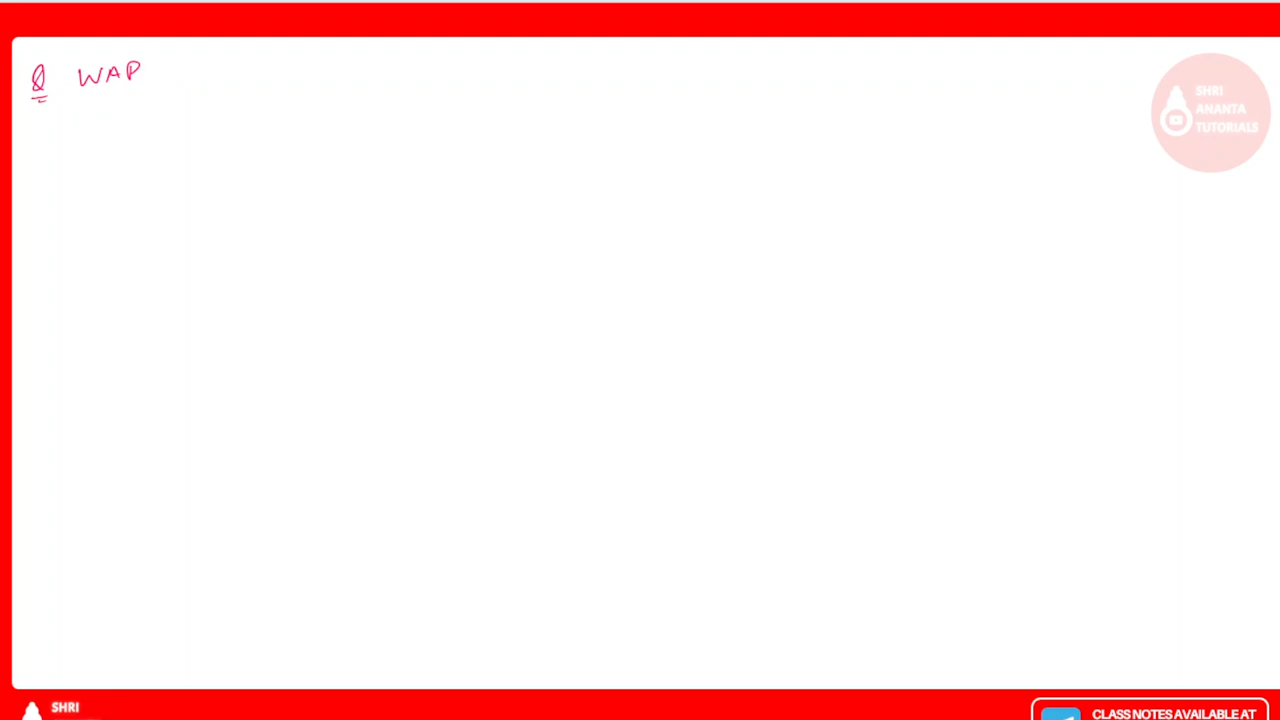 Q WAP
SHRI
ANANTA
TUTORIALS
SHRI
CLASS NOTES AVAILABLE AT